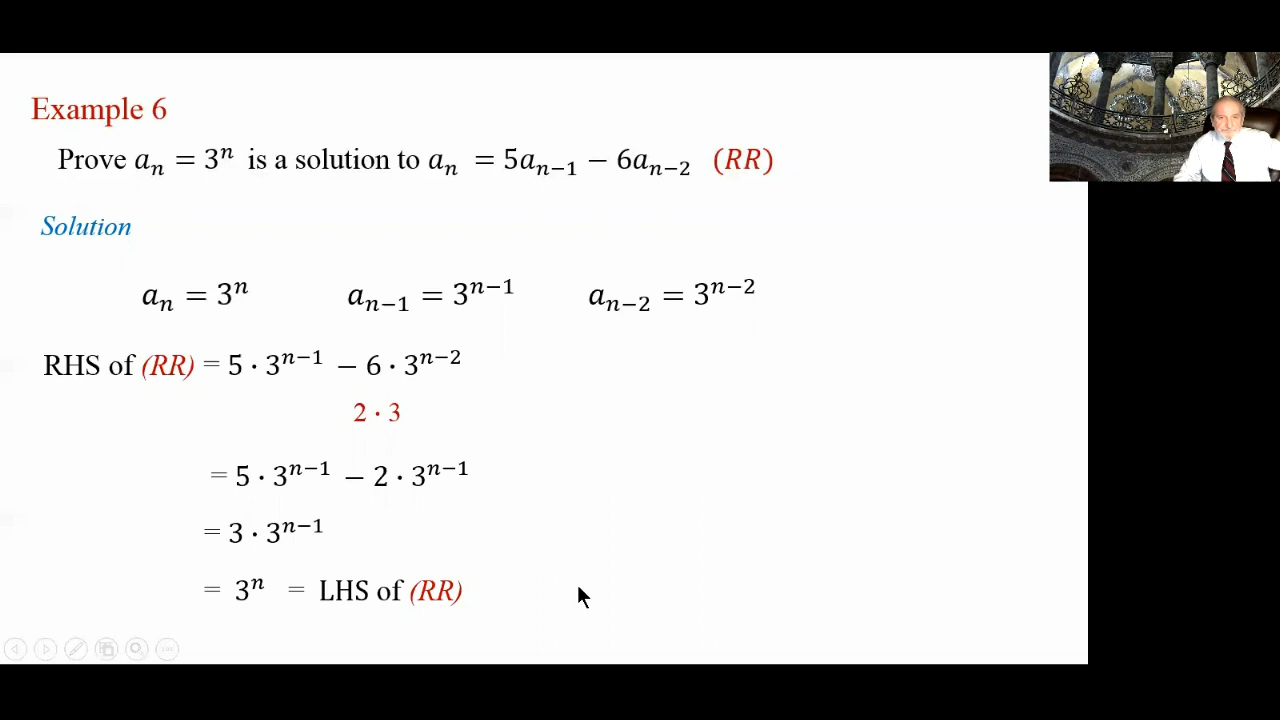 Example 6
Prove aₙ = 3ⁿ is a solution to aₙ = 5aₙ₋₁ − 6aₙ₋₂ (RR)
Solution
aₙ = 3ⁿ aₙ₋₁ = 3ⁿ⁻¹ aₙ₋₂ = 3ⁿ⁻²
RHS of (RR) = 5 · 3ⁿ⁻¹ − 6 · 3ⁿ⁻²
2 · 3
= 5 · 3ⁿ⁻¹ − 2 · 3ⁿ⁻¹
= 3 · 3ⁿ⁻¹
= 3ⁿ = LHS of (RR)